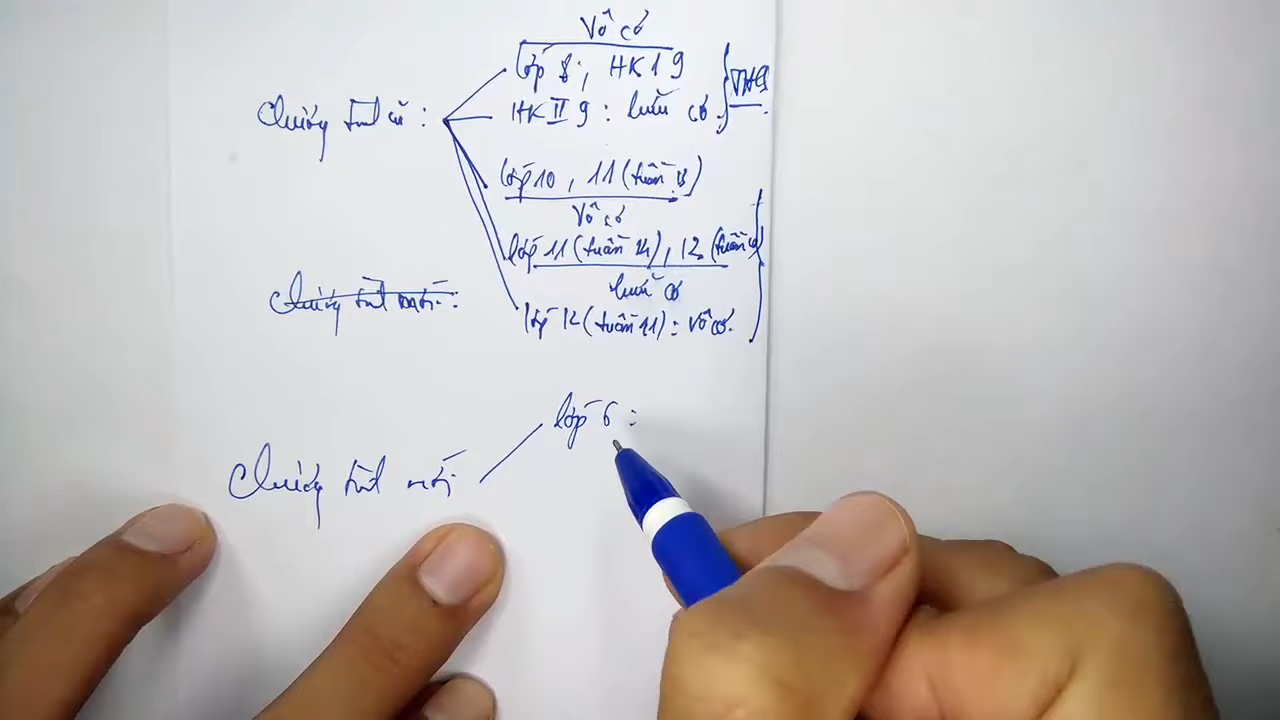 Vô cơ
lớp 8, HK1 9
Chương trình cũ :
HK II 9 : hữu cơ
lớp 10, 11 (tuần
Vô cơ
lớp 11 (tuần 14), 12 (tuần
hữu cơ
Chương trình mới :
lớp 12 (tuần 11) : vô cơ.
lớp 6 :
Chương trình mới